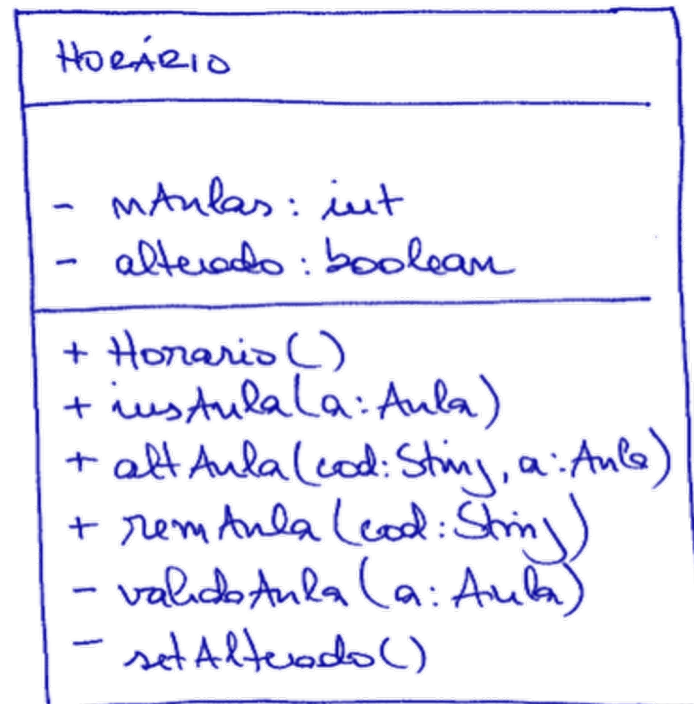 HORÁRIO
- nAulas: int
- alterado: boolean
+ Horario()
+ insAula(a: Aula)
+ altAula(cod: String, a: Aula)
+ remAula(cod: String)
- validaAula(a: Aula)
- setAlterado()